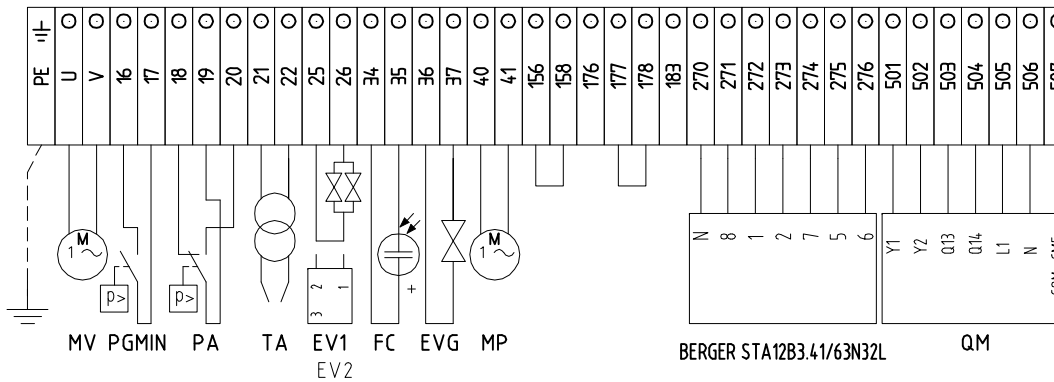 PE U V 16 17 18 19 20 21 22 25 26 34 35 36 37 40 41 156 158 176 177 178 183 270 271 272 273 274 275 276 501 502 503 504 505 506
N 8 1 2 7 5 6 Y1 Y2 Q13 Q14 L1 N
M M
1 ~ 1 ~
2 1
p> p> 3 +
MV PGMIN PA TA EV1 FC EVG MP BERGER STA12B3.41/63N32L QM
EV2